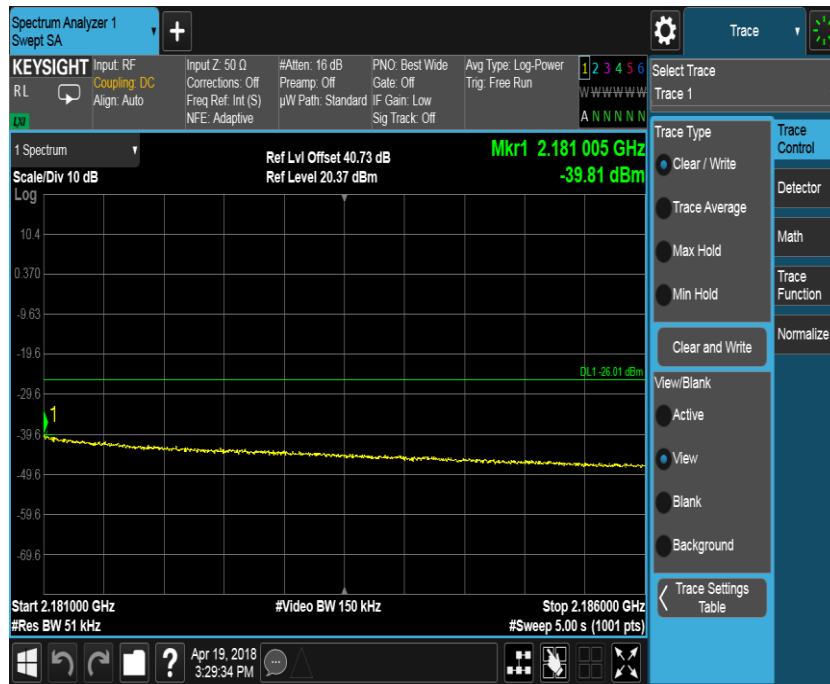 Spectrum Analyzer 1
Swept SA
+
Trace
KEYSIGHT
RL
LXI
Input: RF
Coupling: DC
Align: Auto
Input Z: 50 Ω
Corrections: Off
Freq Ref: Int (S)
NFE: Adaptive
#Atten: 16 dB
Preamp: Off
µW Path: Standard
PNO: Best Wide
Gate: Off
IF Gain: Low
Sig Track: Off
Avg Type: Log-Power
Trig: Free Run
1 2 3 4 5 6
W W W W W W
A N N N N N
Select Trace
Trace 1
1 Spectrum
Scale/Div 10 dB
Ref Lvl Offset 40.73 dB
Ref Level 20.37 dBm
Mkr1 2.181 005 GHz
-39.81 dBm
Log
10.4
0.370
-9.63
-19.6
-29.6
-39.6
-49.6
-59.6
-69.6
DL1 -26.01 dBm
1
Start 2.181000 GHz
#Res BW 51 kHz
#Video BW 150 kHz
Stop 2.186000 GHz
#Sweep 5.00 s (1001 pts)
Trace Type
Clear / Write
Trace Average
Max Hold
Min Hold
Clear and Write
View/Blank
Active
View
Blank
Background
Trace Settings
Table
Trace
Control
Detector
Math
Trace
Function
Normalize
?
Apr 19, 2018
3:29:34 PM